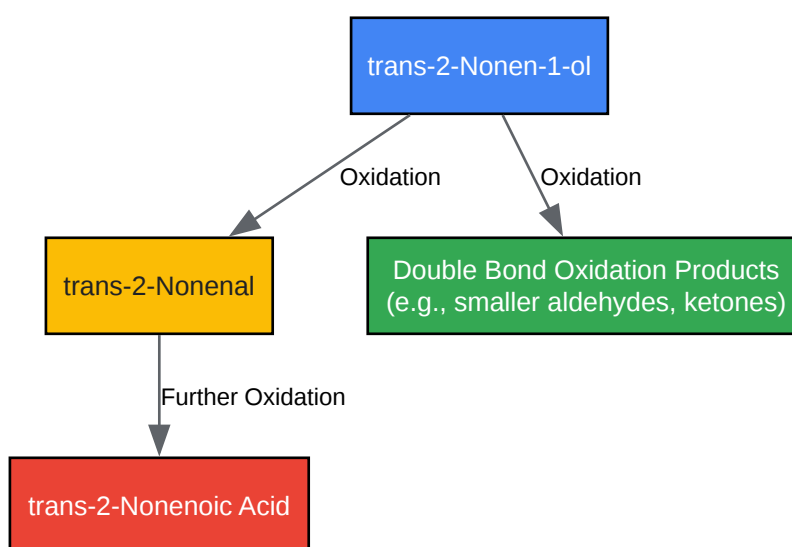 trans-2-Nonen-1-ol
Oxidation
Oxidation
trans-2-Nonenal
Double Bond Oxidation Products
(e.g., smaller aldehydes, ketones)
Further Oxidation
trans-2-Nonenoic Acid